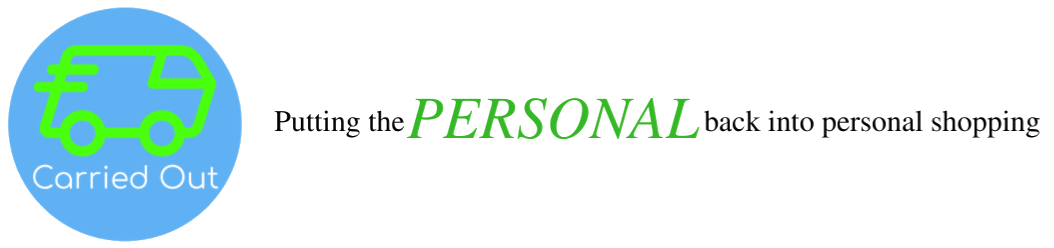 Carried Out
Putting the PERSONAL back into personal shopping